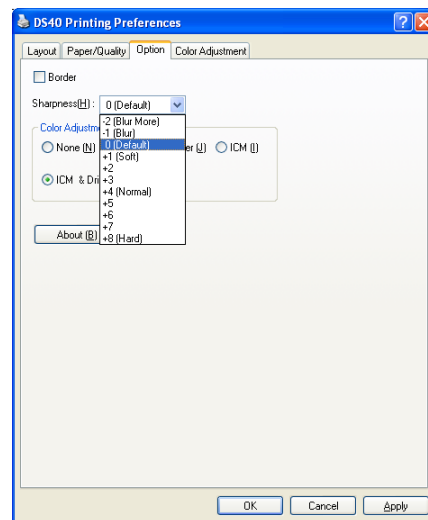 DS40 Printing Preferences
Layout Paper/Quality Option Color Adjustment
Border
Sharpness[H] : 0 (Default)
-2 (Blur More)
-1 (Blur)
0 (Default)
+1 (Soft)
+2
+3
+4 (Normal)
+5
+6
+7
+8 (Hard)
Color Adjustm
None (N) er (J) ICM (I)
ICM & Dri
About (B)
OK Cancel Apply